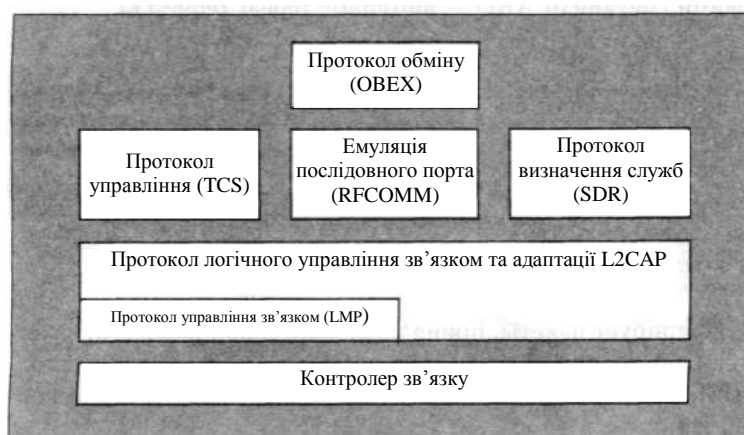 Протокол обміну
(OBEX)
Протокол
управління (TCS)
Емуляція
послідовного порта
(RFCOMM)
Протокол
визначення служб
(SDR)
Протокол логічного управління зв’язком та адаптації L2CAP
Протокол управління зв’язком (LMP)
Контролер зв’язку